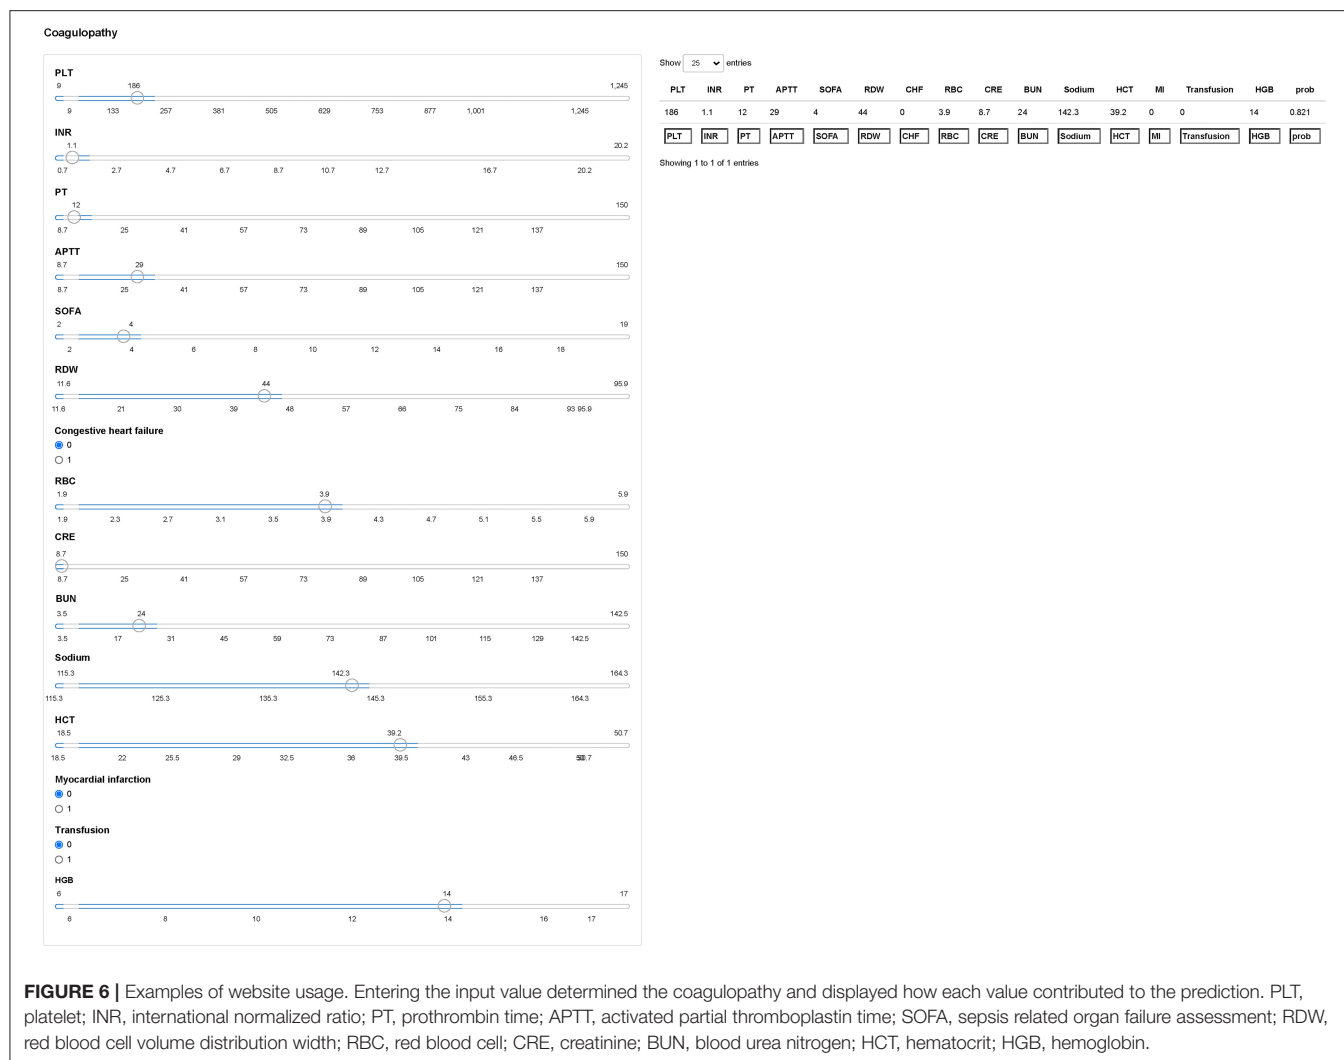 Coagulopathy
PLT
9 186 1,245
9 133 257 381 505 629 753 877 1,001 1,245
INR
1.1 20.2
0.7 2.7 4.7 6.7 8.7 10.7 12.7 16.7 20.2
PT
12 150
8.7 25 41 57 73 89 105 121 137
APTT
8.7 29 150
8.7 25 41 57 73 89 105 121 137
SOFA
2 4 19
2 4 6 8 10 12 14 16 18
RDW
11.6 44 95.9
11.6 21 30 39 48 57 66 75 84 93 95.9
Congestive heart failure
0
1
RBC
1.9 3.9 5.9
1.9 2.3 2.7 3.1 3.5 3.9 4.3 4.7 5.1 5.5 5.9
CRE
8.7 150
8.7 25 41 57 73 89 105 121 137
BUN
3.5 24 142.5
3.5 17 31 45 59 73 87 101 115 129 142.5
Sodium
115.3 142.3 164.3
115.3 125.3 135.3 145.3 155.3 164.3
HCT
18.5 39.2 50.7
18.5 22 25.5 29 32.5 36 39.5 43 46.5 50.7
Myocardial infarction
0
1
Transfusion
0
1
HGB
6 14 17
6 8 10 12 14 16 17
Show 25 entries
PLT INR PT APTT SOFA RDW CHF RBC CRE BUN Sodium HCT MI Transfusion HGB prob
186 1.1 12 29 4 44 0 3.9 8.7 24 142.3 39.2 0 0 14 0.821
PLT INR PT APTT SOFA RDW CHF RBC CRE BUN Sodium HCT MI Transfusion HGB prob
Showing 1 to 1 of 1 entries
FIGURE 6 | Examples of website usage. Entering the input value determined the coagulopathy and displayed how each value contributed to the prediction. PLT,
platelet; INR, international normalized ratio; PT, prothrombin time; APTT, activated partial thromboplastin time; SOFA, sepsis related organ failure assessment; RDW,
red blood cell volume distribution width; RBC, red blood cell; CRE, creatinine; BUN, blood urea nitrogen; HCT, hematocrit; HGB, hemoglobin.